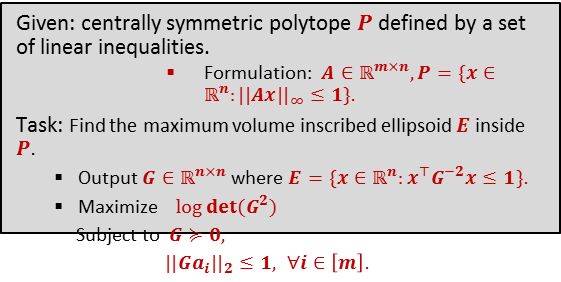 Given: centrally symmetric polytope P defined by a set
of linear inequalities.
▪ Formulation: A ∈ ℝ^{m×n}, P = {x ∈
ℝ^n: ||Ax||_∞ ≤ 1}.
Task: Find the maximum volume inscribed ellipsoid E inside
P.
▪ Output G ∈ ℝ^{n×n} where E = {x ∈ ℝ^n: x^⊤G^{−2}x ≤ 1}.
▪ Maximize log det(G^2)
Subject to G ≽ 0,
||Ga_i||_2 ≤ 1, ∀i ∈ [m].